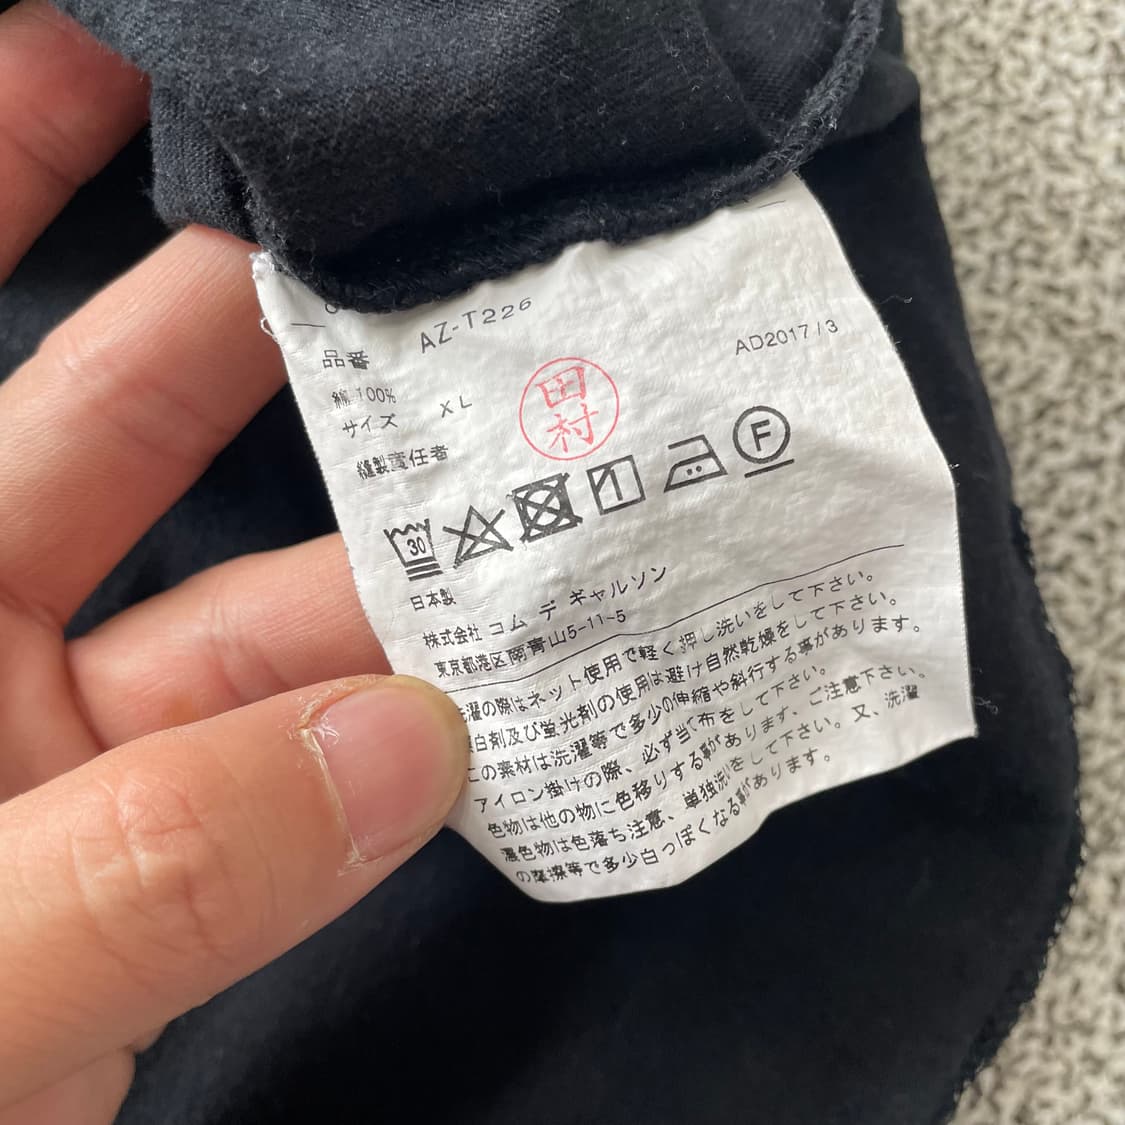 品番 AZ-T226
AD2017/3
綿 100%
サイズ XL
縫製責任者
田村
30
1
F
日本製
株式会社 コム デ ギャルソン
東京都港区南青山5-11-5
洗濯の際はネット使用で軽く押し洗いをして下さい。
漂白剤及び蛍光剤の使用は避け自然乾燥をして下さい。
この素材は洗濯等で多少の伸縮や斜行する事があります。
アイロン掛けの際、必ず当て布をして下さい。
色物は他の物に色移りする事があります、ご注意下さい。
濃色物は色落ち注意、単独洗いをして下さい。又、洗濯
の摩擦等で多少白っぽくなる事があります。